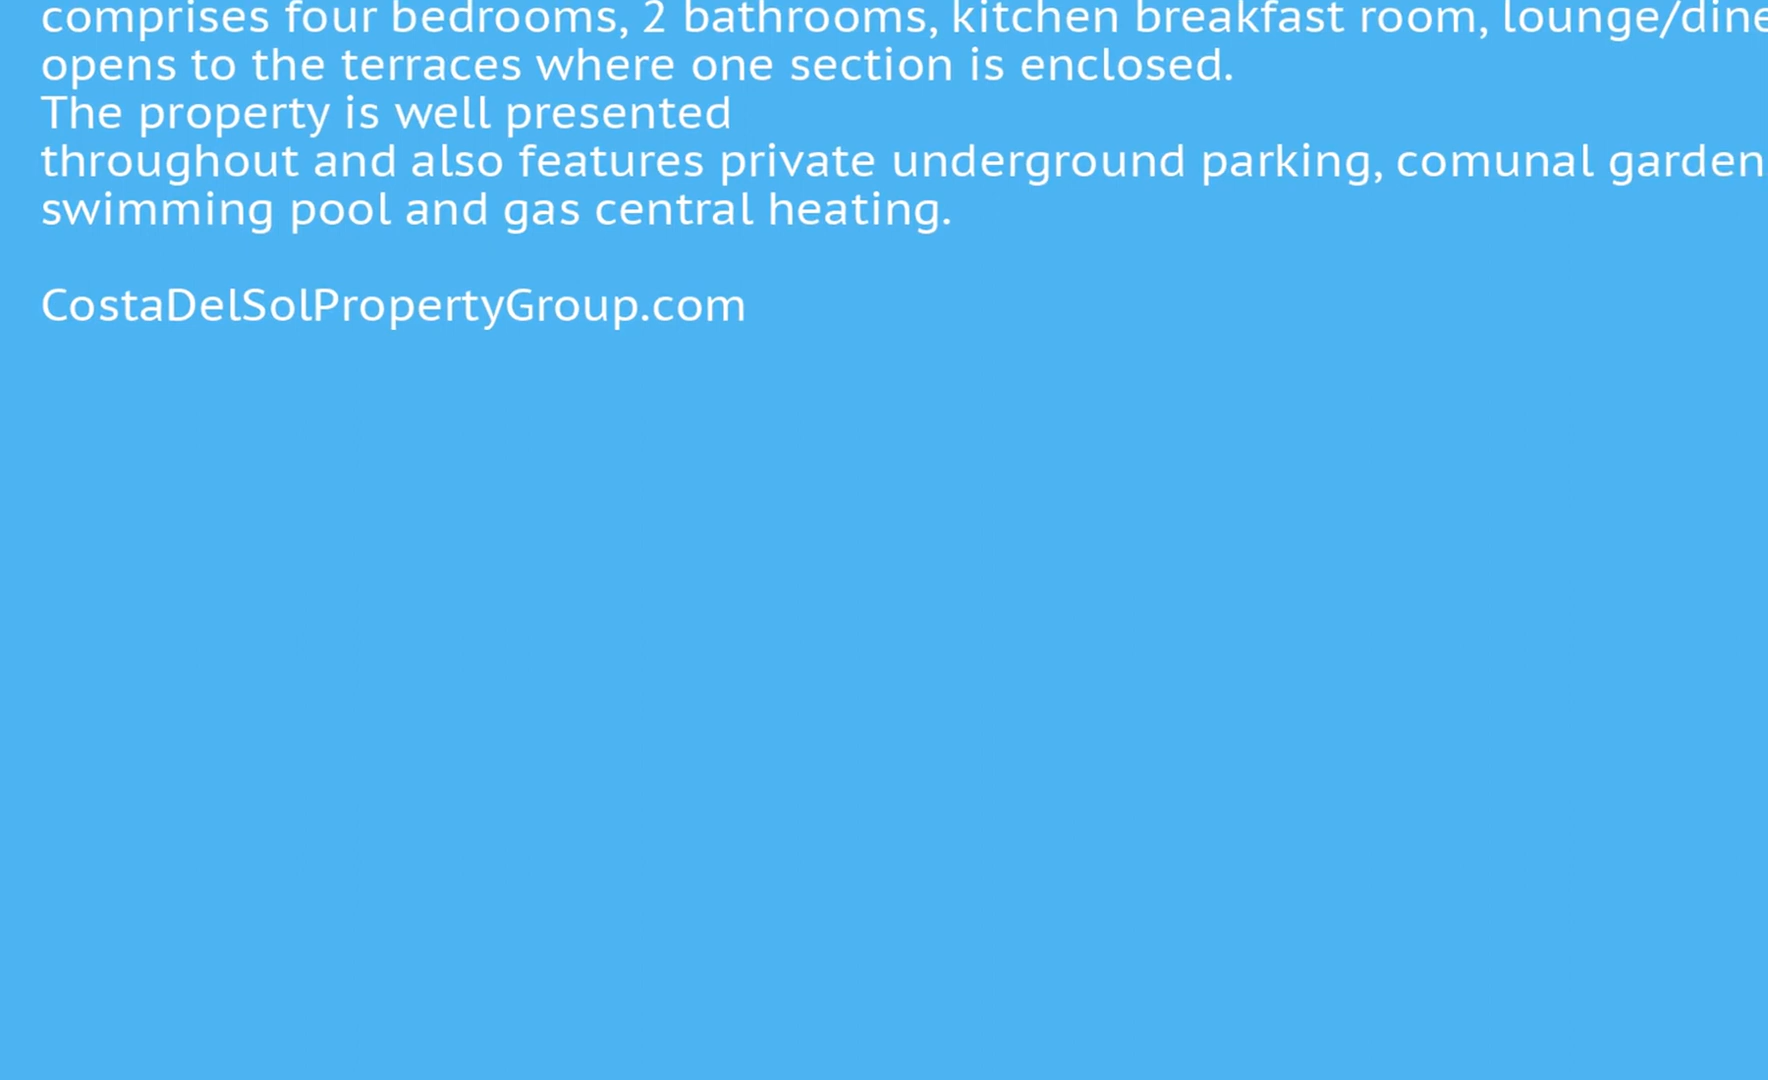 comprises four bedrooms, 2 bathrooms, kitchen breakfast room, lounge/dine
opens to the terraces where one section is enclosed.
The property is well presented
throughout and also features private underground parking, comunal garden
swimming pool and gas central heating.
CostaDelSolPropertyGroup.com